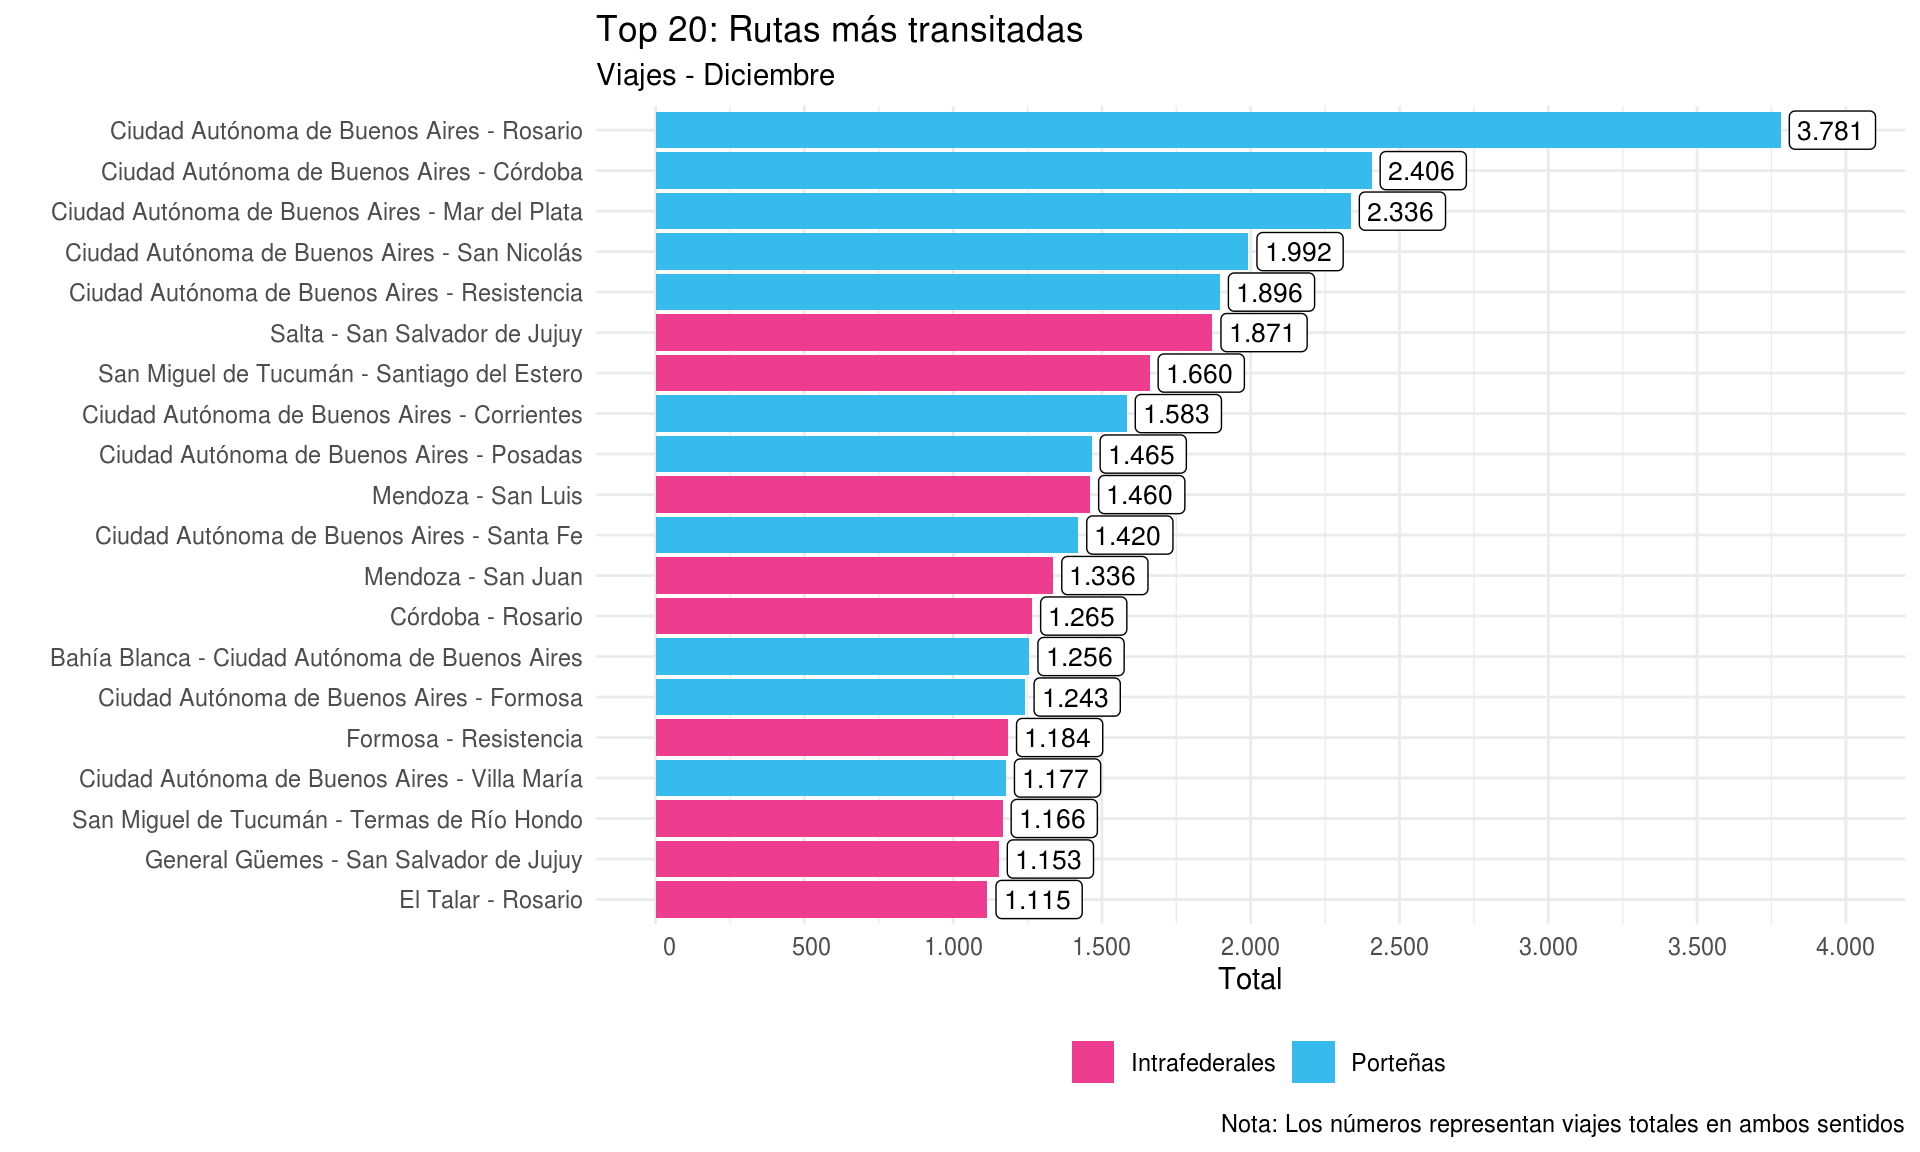 Top 20: Rutas más transitadas
Viajes - Diciembre
Ciudad Autónoma de Buenos Aires - Rosario 3.781
Ciudad Autónoma de Buenos Aires - Córdoba 2.406
Ciudad Autónoma de Buenos Aires - Mar del Plata 2.336
Ciudad Autónoma de Buenos Aires - San Nicolás 1.992
Ciudad Autónoma de Buenos Aires - Resistencia 1.896
Salta - San Salvador de Jujuy 1.871
San Miguel de Tucumán - Santiago del Estero 1.660
Ciudad Autónoma de Buenos Aires - Corrientes 1.583
Ciudad Autónoma de Buenos Aires - Posadas 1.465
Mendoza - San Luis 1.460
Ciudad Autónoma de Buenos Aires - Santa Fe 1.420
Mendoza - San Juan 1.336
Córdoba - Rosario 1.265
Bahía Blanca - Ciudad Autónoma de Buenos Aires 1.256
Ciudad Autónoma de Buenos Aires - Formosa 1.243
Formosa - Resistencia 1.184
Ciudad Autónoma de Buenos Aires - Villa María 1.177
San Miguel de Tucumán - Termas de Río Hondo 1.166
General Güemes - San Salvador de Jujuy 1.153
El Talar - Rosario 1.115
0 500 1.000 1.500 2.000 2.500 3.000 3.500 4.000
Total
Intrafederales Porteñas
Nota: Los números representan viajes totales en ambos sentidos